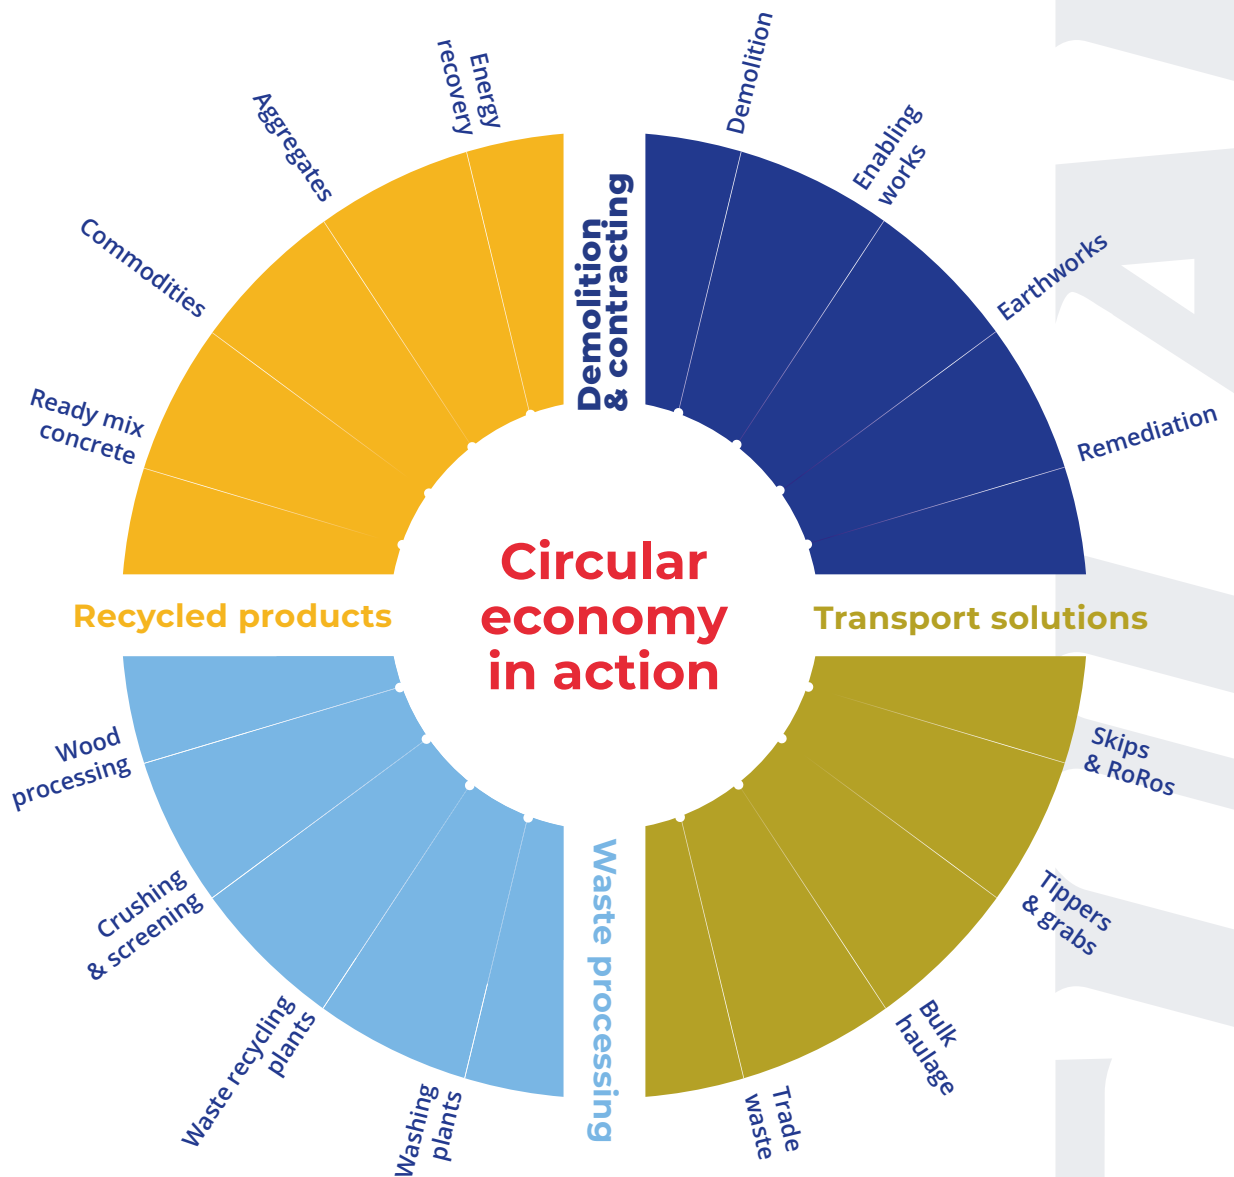 Demolition
& contracting
Demolition
Enabling
works
Earthworks
Remediation
Transport solutions
Skips
& RoRos
Tippers
& grabs
Bulk
haulage
Trade
waste
Waste processing
Washing
plants
Waste recycling
plants
Crushing
& screening
Wood
processing
Recycled products
Ready mix
concrete
Commodities
Aggregates
Energy
recovery
Circular
economy
in action